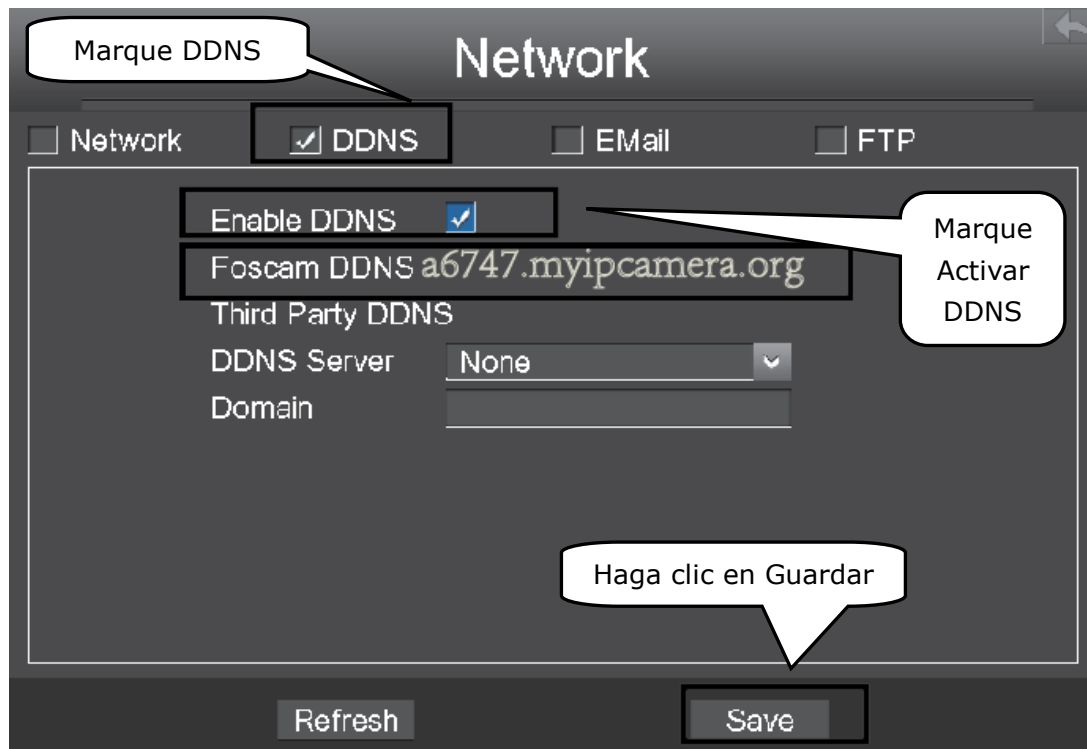 Marque DDNS
Network
Network DDNS EMail FTP
Enable DDNS
Marque
Activar
DDNS
Foscam DDNS a6747.myipcamera.org
Third Party DDNS
DDNS Server None
Domain
Haga clic en Guardar
Refresh Save